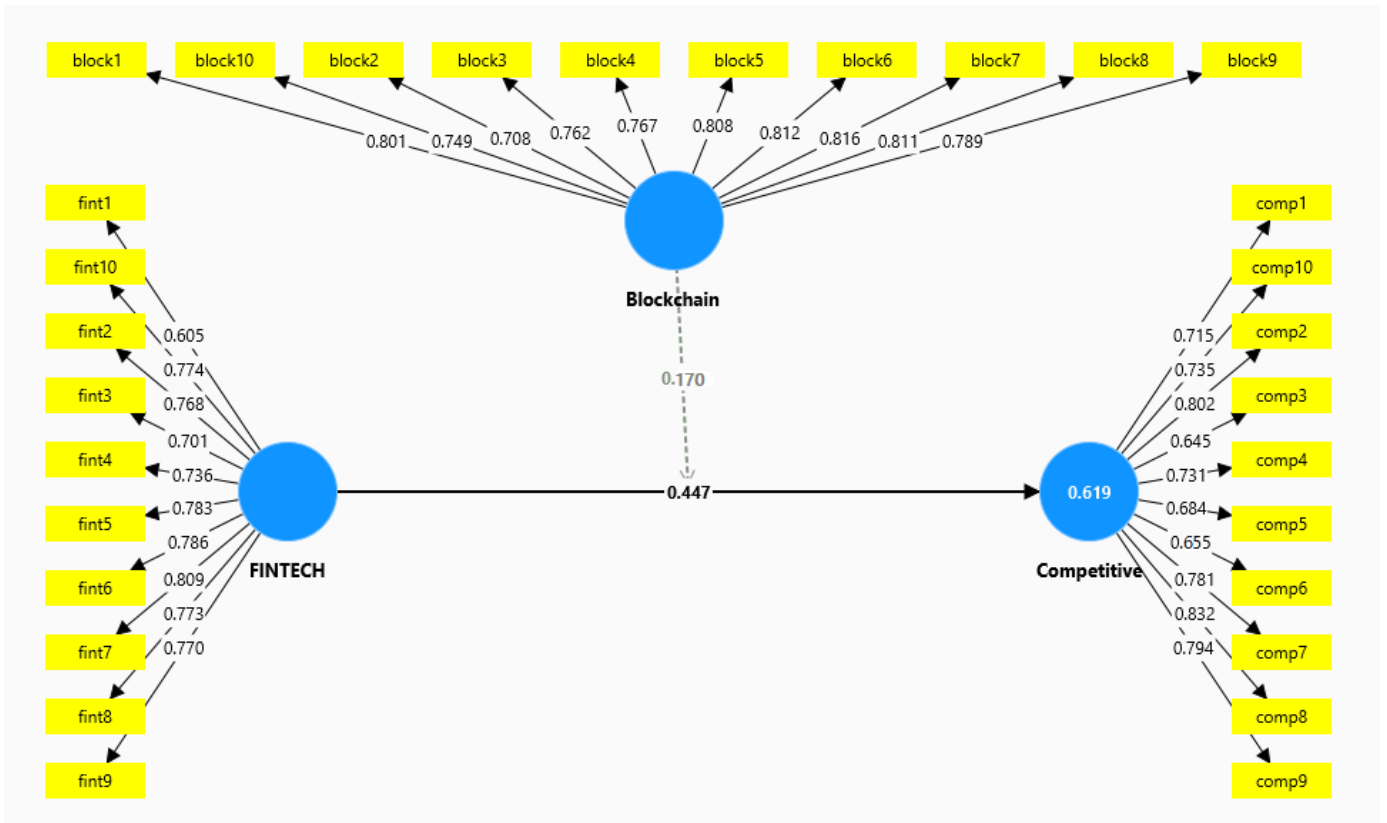 block1 block10 block2 block3 block4 block5 block6 block7 block8 block9
0.801 0.749 0.708 0.762 0.767 0.808 0.812 0.816 0.811 0.789
Blockchain
0.170
fint1
fint10
fint2
fint3
fint4
fint5
fint6
fint7
fint8
fint9
0.605
0.774
0.768
0.701
0.736
0.783
0.786
0.809
0.773
0.770
FINTECH
0.447
0.619
Competitive
0.715
0.735
0.802
0.645
0.731
0.684
0.655
0.781
0.832
0.794
comp1
comp10
comp2
comp3
comp4
comp5
comp6
comp7
comp8
comp9